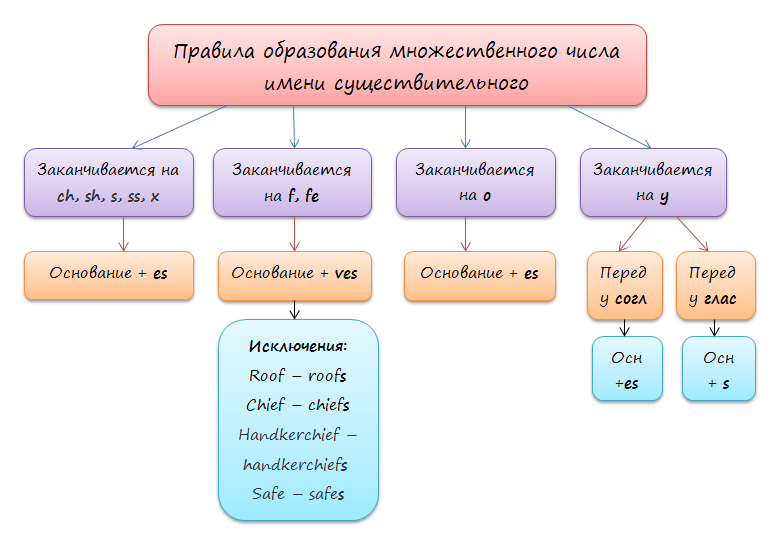 Правила образования множественного числа
имени существительного
Заканчивается на
ch, sh, s, ss, x
Заканчивается
на f, fe
Заканчивается
на o
Заканчивается
на y
Основание + es
Основание + ves
Основание + es
Перед
y согл
Перед
y глас
Исключения:
Roof – roofs
Chief – chiefs
Handkerchief –
handkerchiefs
Safe – safes
Осн
+es
Осн
+ s